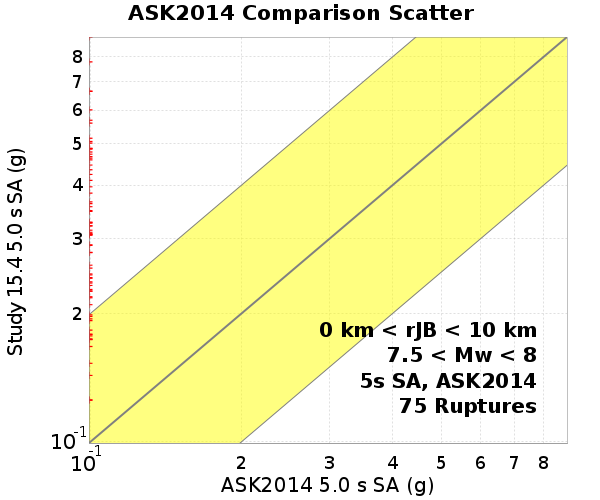 ASK2014 Comparison Scatter
Study 15.4 5.0 s SA (g)
8
7
6
5
4
3
2
10-1
0 km < rJB < 10 km
7.5 < Mw < 8
5s SA, ASK2014
75 Ruptures
10-1 2 3 4 5 6 7 8
ASK2014 5.0 s SA (g)